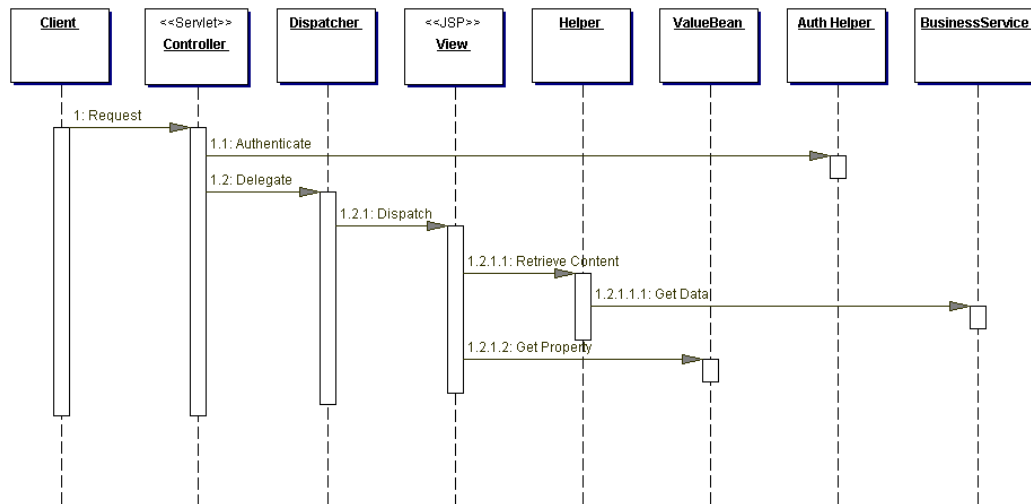 Client
<<Servlet>>
Controller
Dispatcher
<<JSP>>
View
Helper
ValueBean
Auth Helper
BusinessService
1: Request
1.1: Authenticate
1.2: Delegate
1.2.1: Dispatch
1.2.1.1: Retrieve Content
1.2.1.1.1: Get Data
1.2.1.2: Get Property